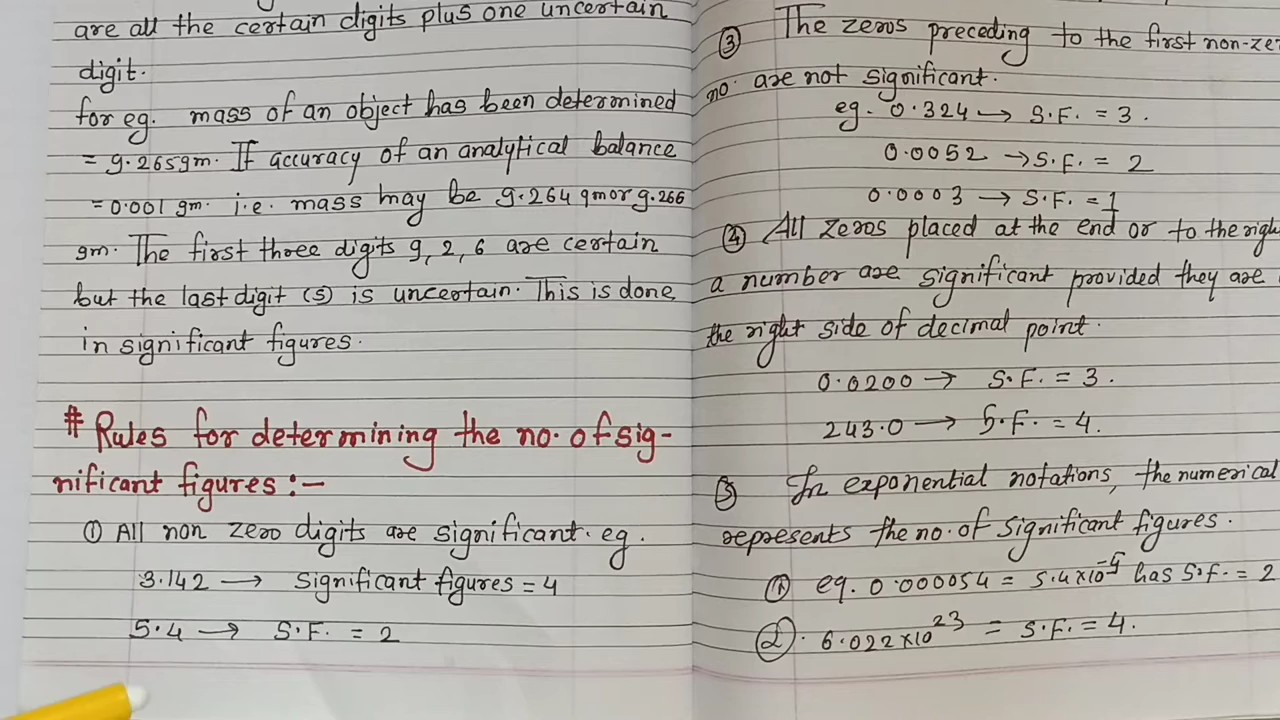 are all the certain digits plus one uncertain
digit.
for eg. mass of an object has been determined
= 9.265gm. If accuracy of an analytical balance
= 0.001 gm. i.e. mass may be 9.264 gm or 9.266
gm. The first three digits 9, 2, 6 are certain
but the last digit (5) is uncertain. This is done
in significant figures.
# Rules for determining the no. of sig-
nificant figures :-
① All non zero digits are significant. eg.
3.142 → significant figures = 4
5.4 → S.F. = 2
③ The zeros preceding to the first non-ze
no. are not significant.
eg. 0.324 → S.F. = 3.
0.0052 → S.F. = 2
0.0003 → S.F. = 1
④ All zeros placed at the end or to the righ
a number are significant provided they are
the right side of decimal point.
0.0200 → S.F. = 3.
243.0 → S.F. = 4.
⑤ In exponential notations, the numerical
represents the no. of significant figures.
① eg. 0.000054 = 5.4×10⁻⁵ has S.F. = 2
②. 6.022×10²³ = S.F. = 4.